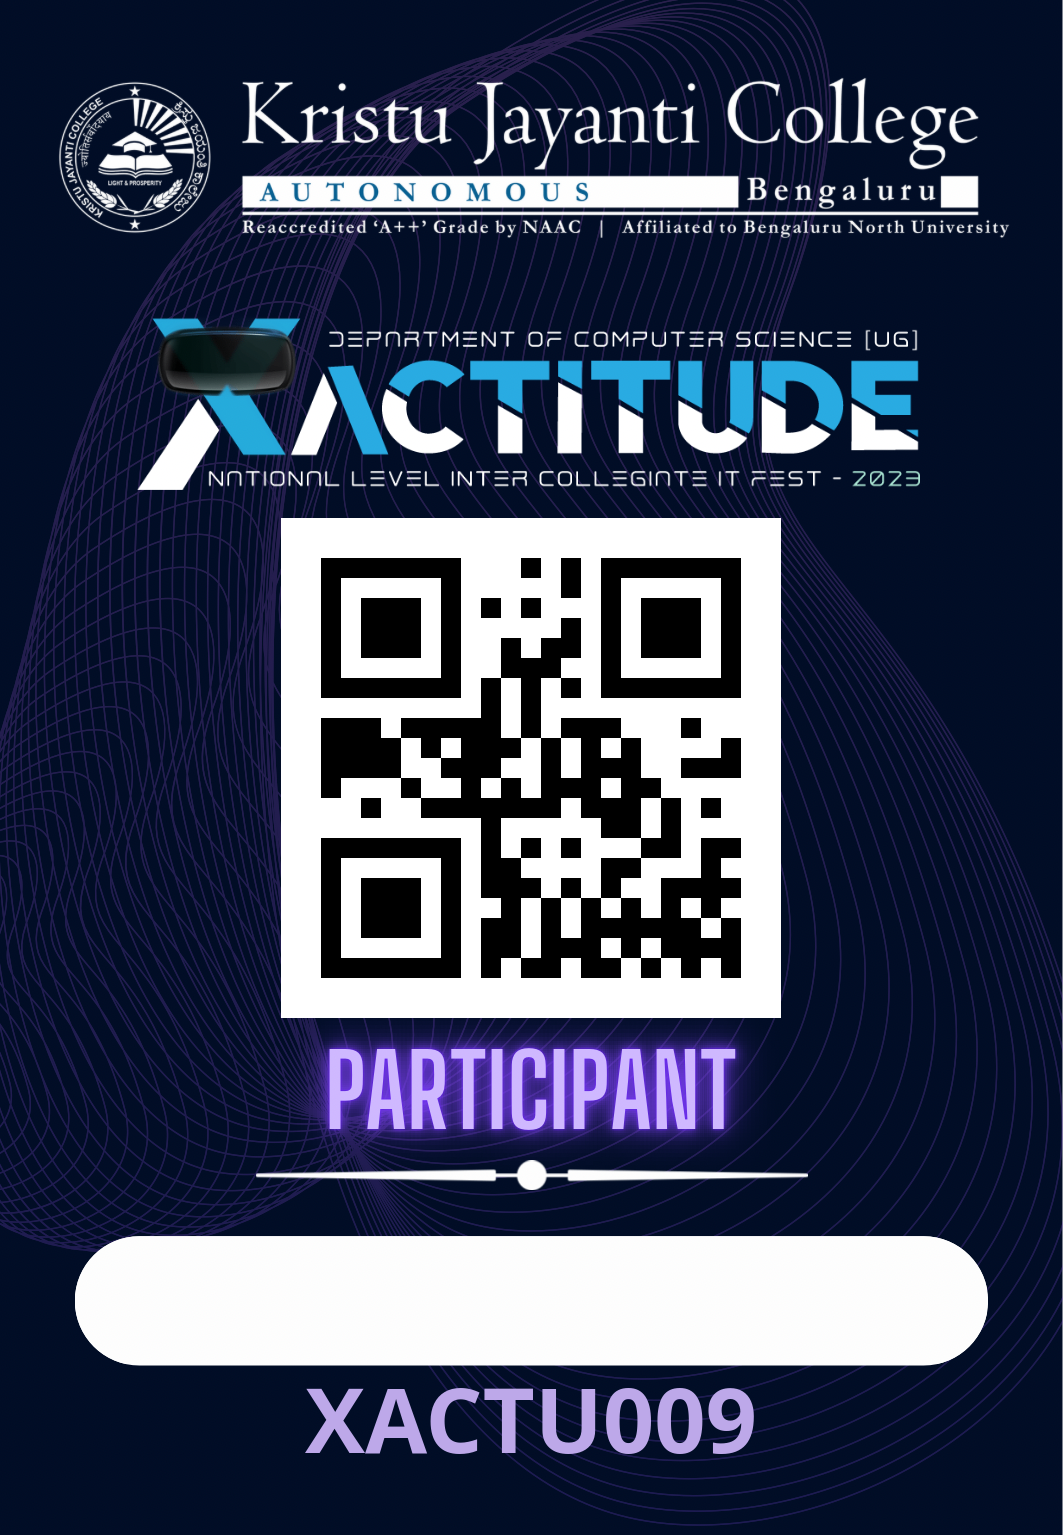 KRISTU JAYANTI COLLEGE
ಕ್ರಿಸ್ತು ಜಯಂತಿ ಕಾಲೇಜು
LIGHT & PROSPERITY
Kristu Jayanti College
AUTONOMOUS Bengaluru
Reaccredited ‘A++’ Grade by NAAC | Affiliated to Bengaluru North University
DEPARTMENT OF COMPUTER SCIENCE [UG]
XACTITUDE
NATIONAL LEVEL INTER COLLEGIATE IT FEST - 2023
PARTICIPANT
XACTU009